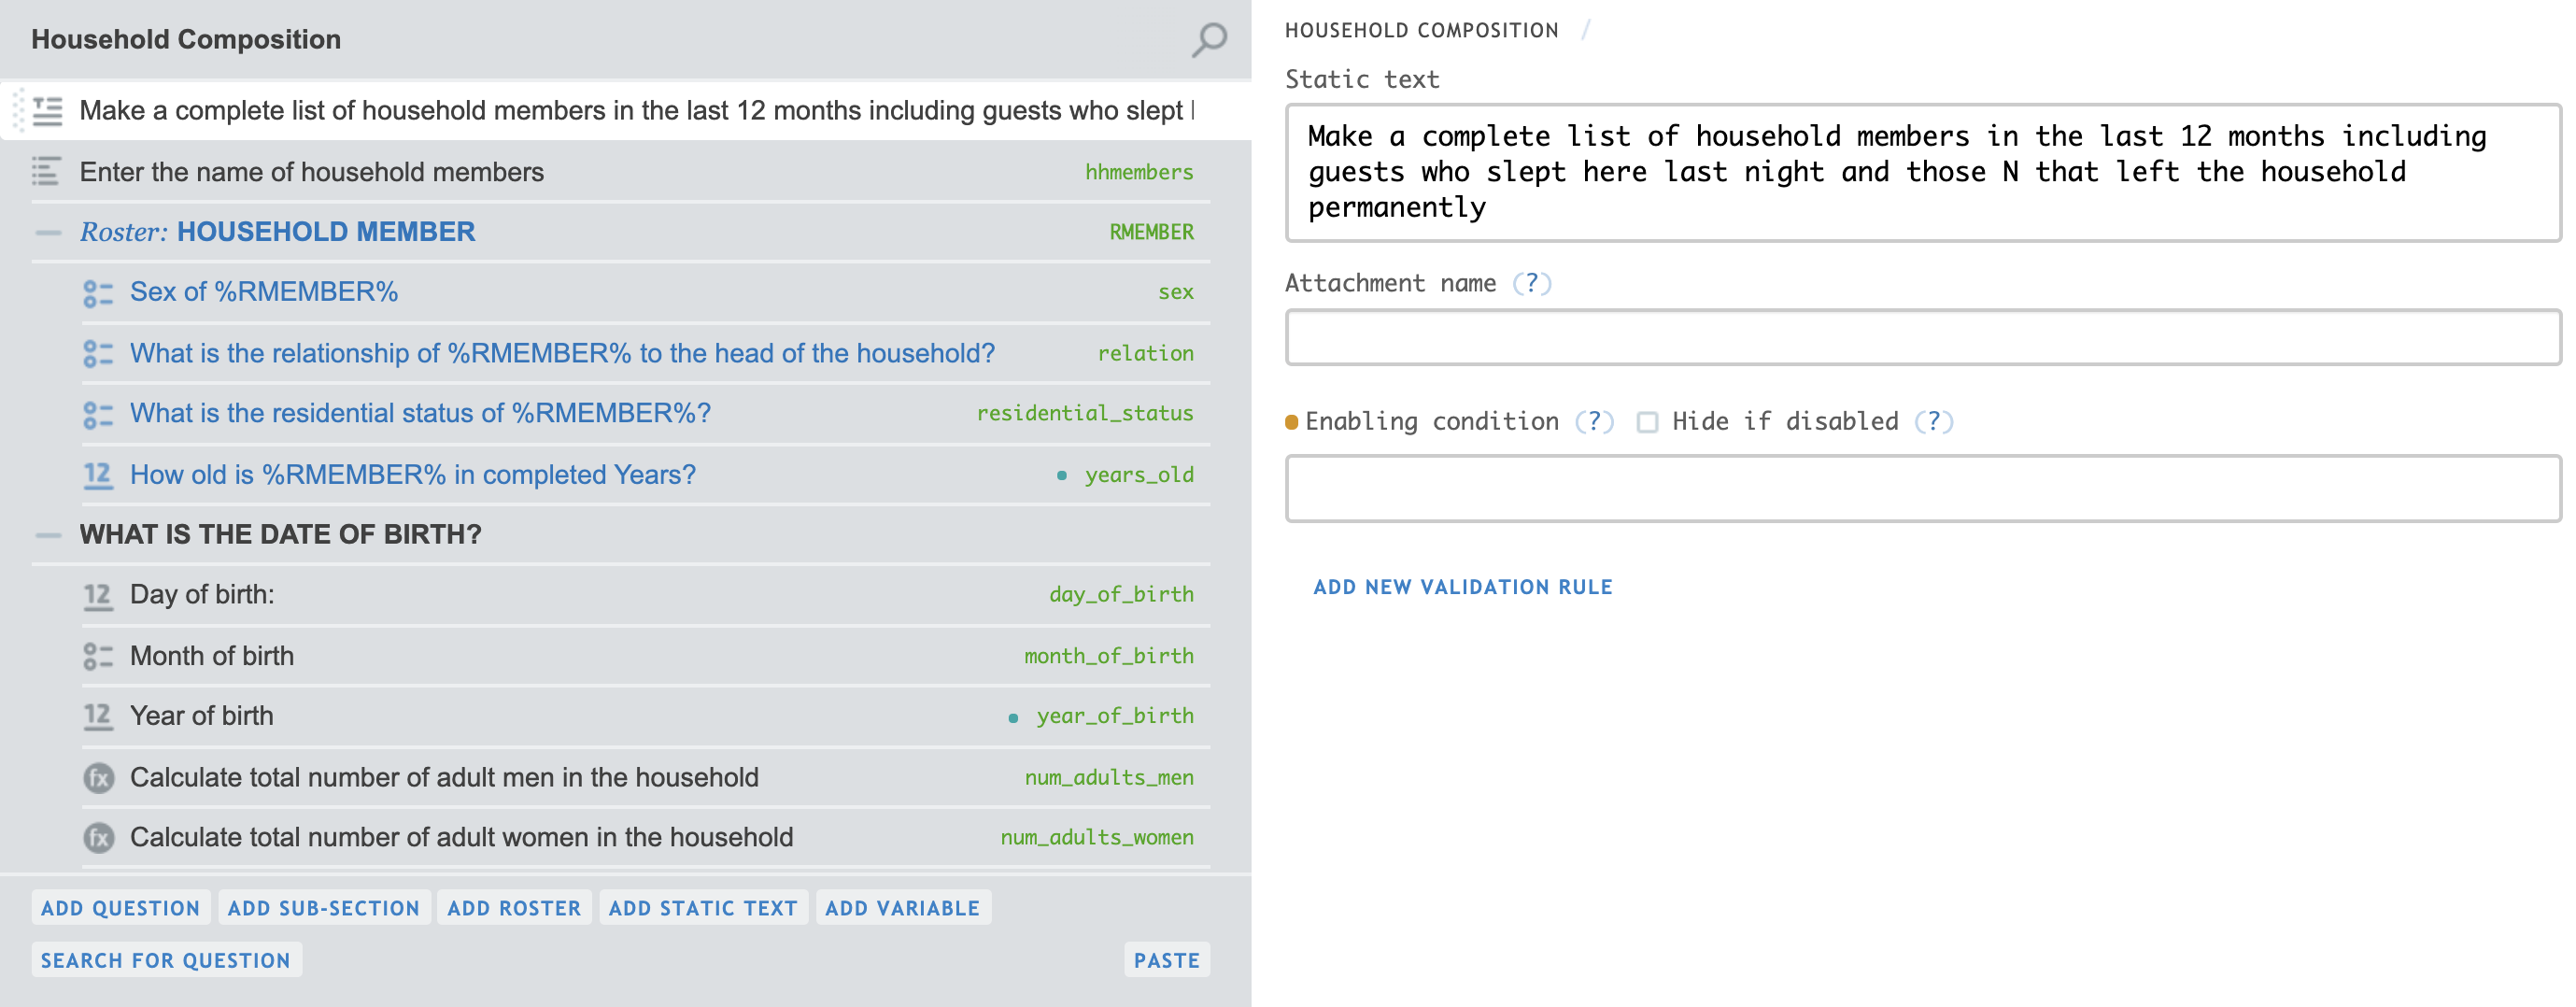 Household Composition
Make a complete list of household members in the last 12 months including guests who slept
Enter the name of household members hhmembers
Roster: HOUSEHOLD MEMBER RMEMBER
Sex of %RMEMBER% sex
What is the relationship of %RMEMBER% to the head of the household? relation
What is the residential status of %RMEMBER%? residential_status
12 How old is %RMEMBER% in completed Years? years_old
WHAT IS THE DATE OF BIRTH?
12 Day of birth: day_of_birth
Month of birth month_of_birth
12 Year of birth year_of_birth
fx Calculate total number of adult men in the household num_adults_men
fx Calculate total number of adult women in the household num_adults_women
ADD QUESTION ADD SUB-SECTION ADD ROSTER ADD STATIC TEXT ADD VARIABLE
SEARCH FOR QUESTION PASTE
HOUSEHOLD COMPOSITION /
Static text
Make a complete list of household members in the last 12 months including
guests who slept here last night and those N that left the household
permanently
Attachment name (?)
Enabling condition (?) Hide if disabled (?)
ADD NEW VALIDATION RULE